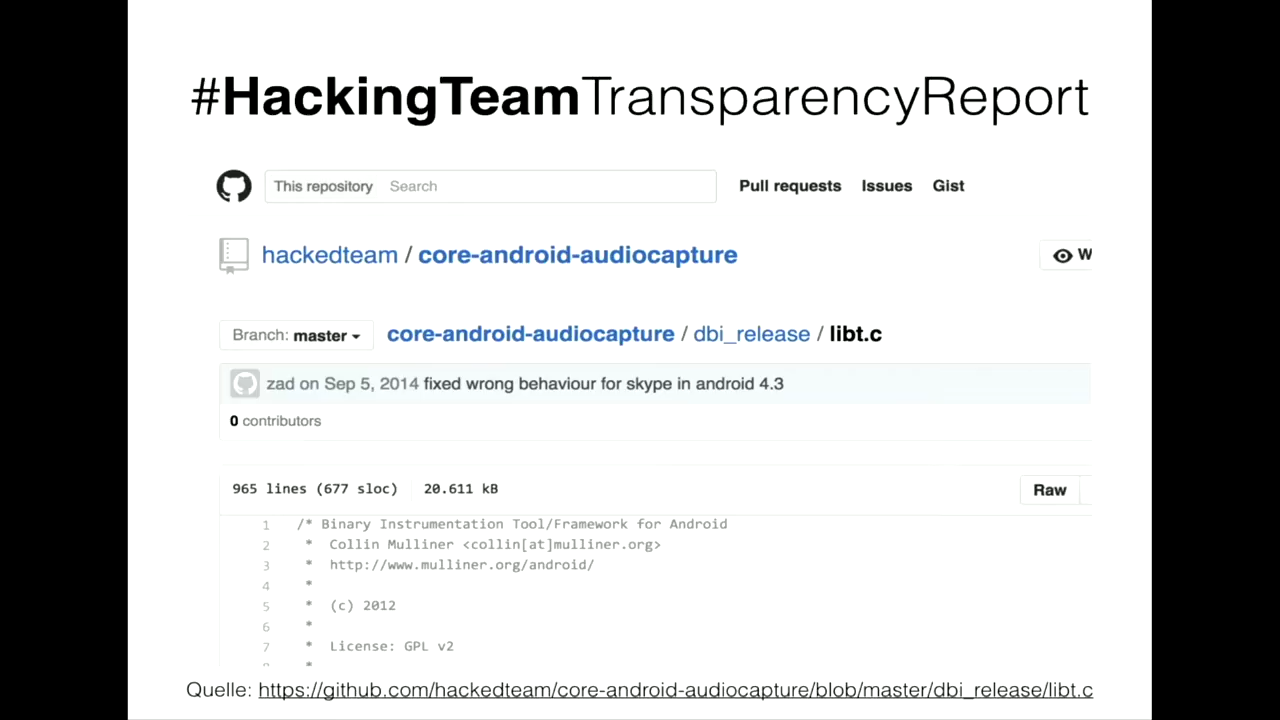 #HackingTeamTransparencyReport
This repository Search Pull requests Issues Gist
hackedteam / core-android-audiocapture W
Branch: master core-android-audiocapture / dbi_release / libt.c
zad on Sep 5, 2014 fixed wrong behaviour for skype in android 4.3
0 contributors
965 lines (677 sloc) 20.611 kB Raw
1 /* Binary Instrumentation Tool/Framework for Android
2 * Collin Mulliner <collin[at]mulliner.org>
3 * http://www.mulliner.org/android/
4 *
5 * (c) 2012
6 *
7 * License: GPL v2
8 *
Quelle: https://github.com/hackedteam/core-android-audiocapture/blob/master/dbi_release/libt.c